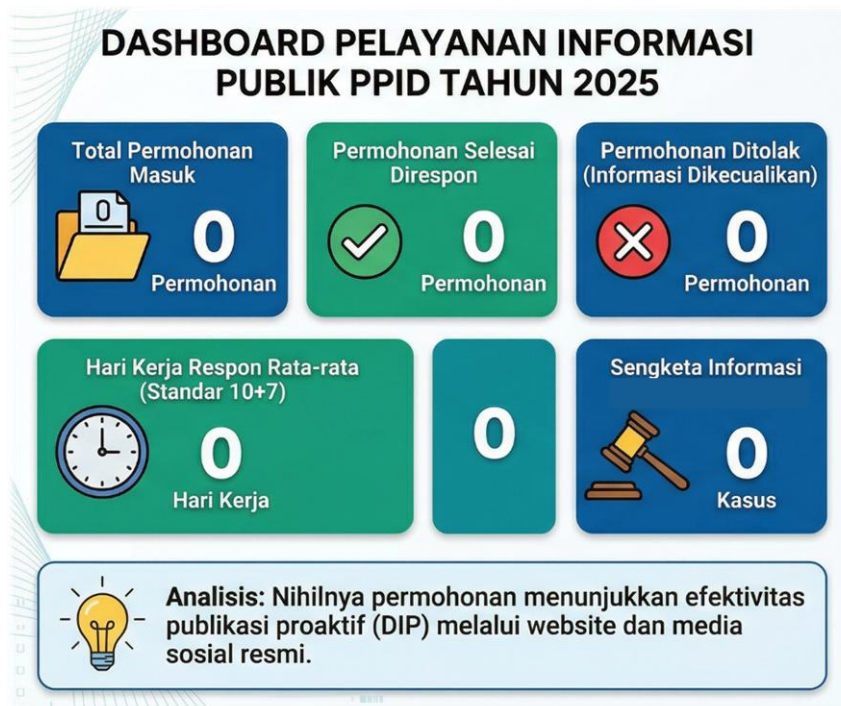 DASHBOARD PELAYANAN INFORMASI
PUBLIK PPID TAHUN 2025
Total Permohonan
Masuk
0
0
Permohonan
Permohonan Selesai
Direspon
0
Permohonan
Permohonan Ditolak
(Informasi Dikecualikan)
0
Permohonan
Hari Kerja Respon Rata-rata
(Standar 10+7)
0
Hari Kerja
0
Sengketa Informasi
0
Kasus
Analisis: Nihilnya permohonan menunjukkan efektivitas
publikasi proaktif (DIP) melalui website dan media
sosial resmi.